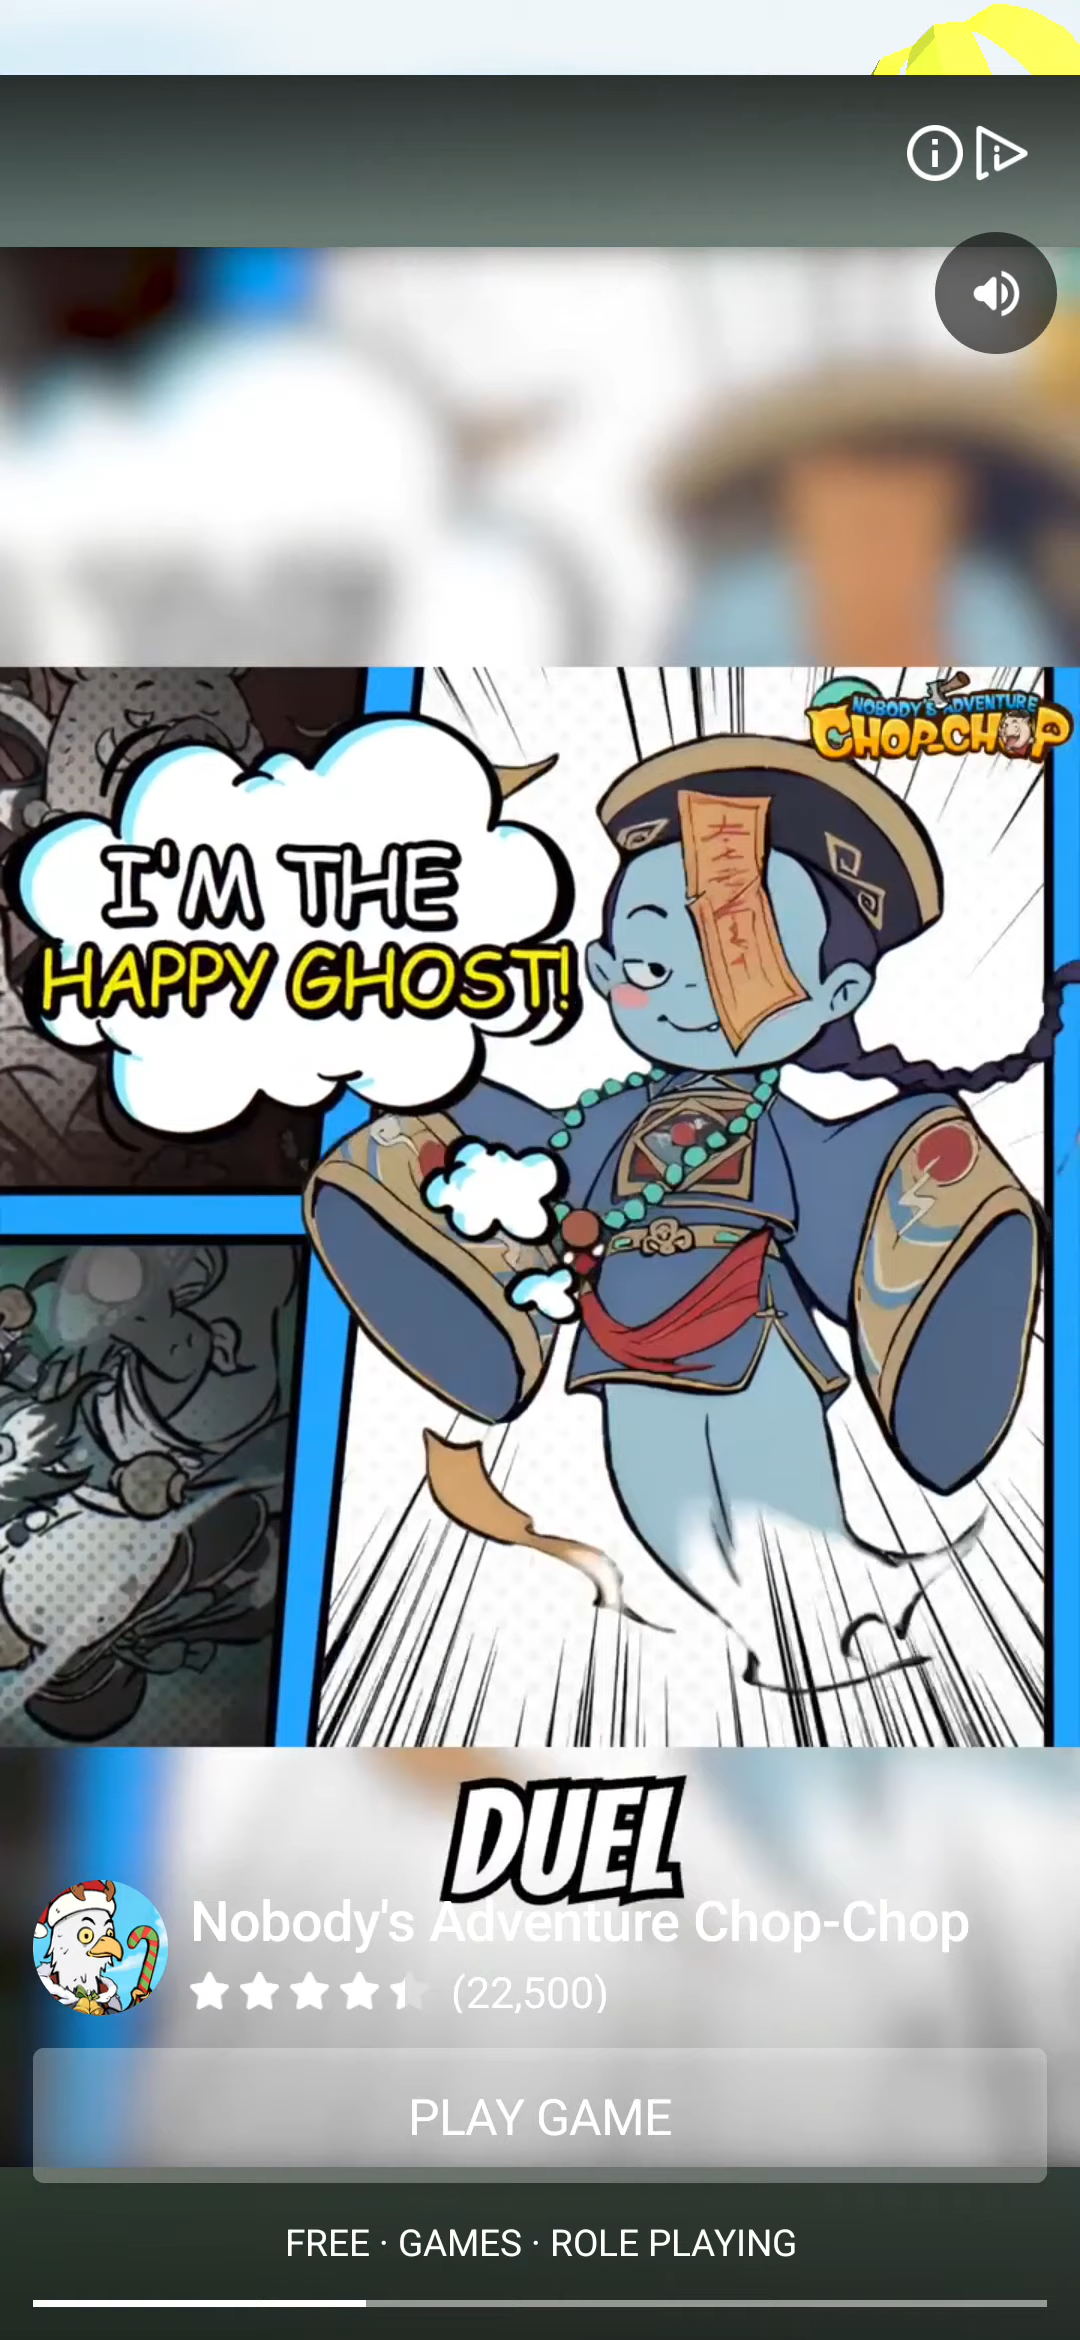 NOBODY'S ADVENTURE
CHOP-CHOP
I'M THE
HAPPY GHOST!
DUEL
Nobody's Adventure Chop-Chop
(22,500)
PLAY GAME
FREE · GAMES · ROLE PLAYING